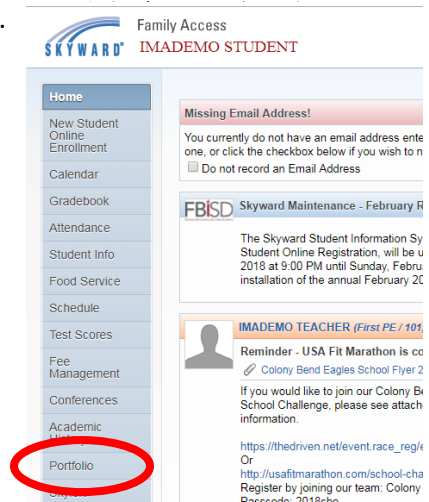 Family Access
SKYWARD
IMADEMO STUDENT
Home
New Student
Online
Enrollment
Calendar
Gradebook
Attendance
Student Info
Food Service
Schedule
Test Scores
Fee
Management
Conferences
Academic
Portfolio
Missing Email Address!
You currently do not have an email address ente
one, or click the checkbox below if you wish to n
Do not record an Email Address
FBISD
Skyward Maintenance - February R
The Skyward Student Information Sy
Student Online Registration, will be u
2018 at 9:00 PM until Sunday, Febru
installation of the annual February 20
IMADEMO TEACHER (First PE / 101
Reminder - USA Fit Marathon is co
Colony Bend Eagles School Flyer 2
If you would like to join our Colony Be
School Challenge, please see attach
information.
https://thedriven.net/event.race_reg/e
Or
http://usafitmarathon.com/school-cha
Register by joining our team: Colony
Passcode: 2018cbe